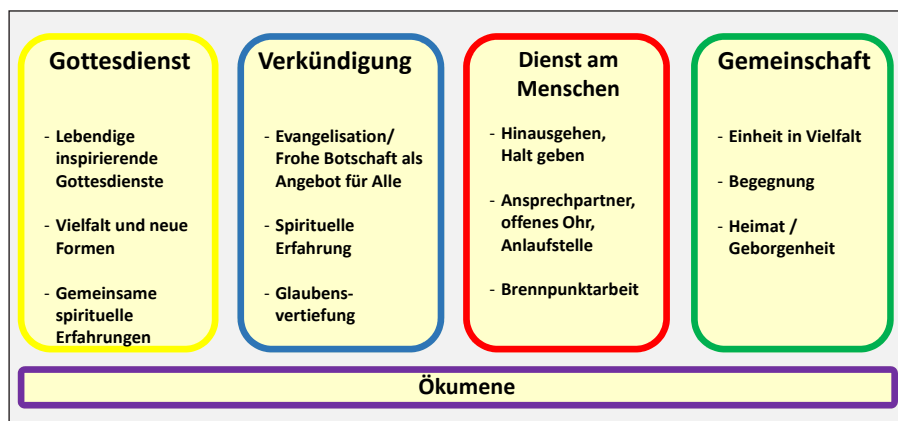 Gottesdienst
- Lebendige
inspirierende
Gottesdienste
- Vielfalt und neue
Formen
- Gemeinsame
spirituelle
Erfahrungen
Verkündigung
- Evangelisation/
Frohe Botschaft als
Angebot für Alle
- Spirituelle
Erfahrung
- Glaubens-
vertiefung
Dienst am
Menschen
- Hinausgehen,
Halt geben
- Ansprechpartner,
offenes Ohr,
Anlaufstelle
- Brennpunktarbeit
Gemeinschaft
- Einheit in Vielfalt
- Begegnung
- Heimat /
Geborgenheit
Ökumene